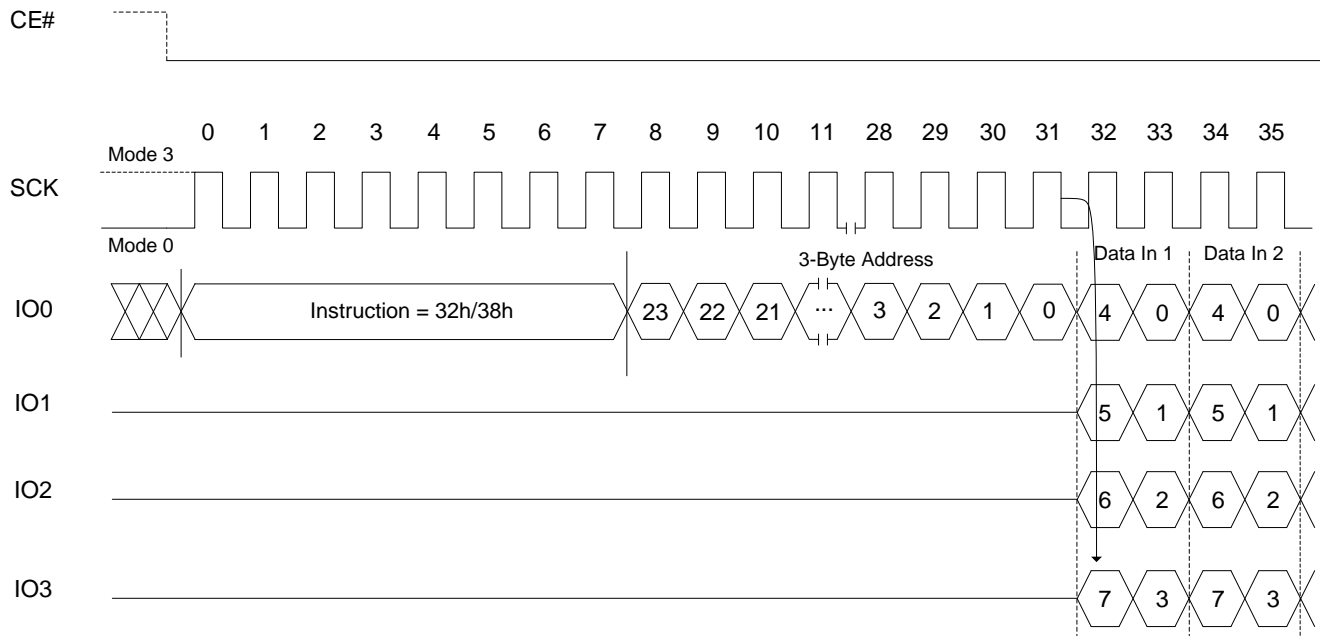 CE#
0 1 2 3 4 5 6 7 8 9 10 11 28 29 30 31 32 33 34 35
Mode 3
SCK
Mode 0
3-Byte Address
Data In 1 Data In 2
IO0 Instruction = 32h/38h 23 22 21 ... 3 2 1 0 4 0 4 0
IO1 5 1 5 1
IO2 6 2 6 2
IO3 7 3 7 3